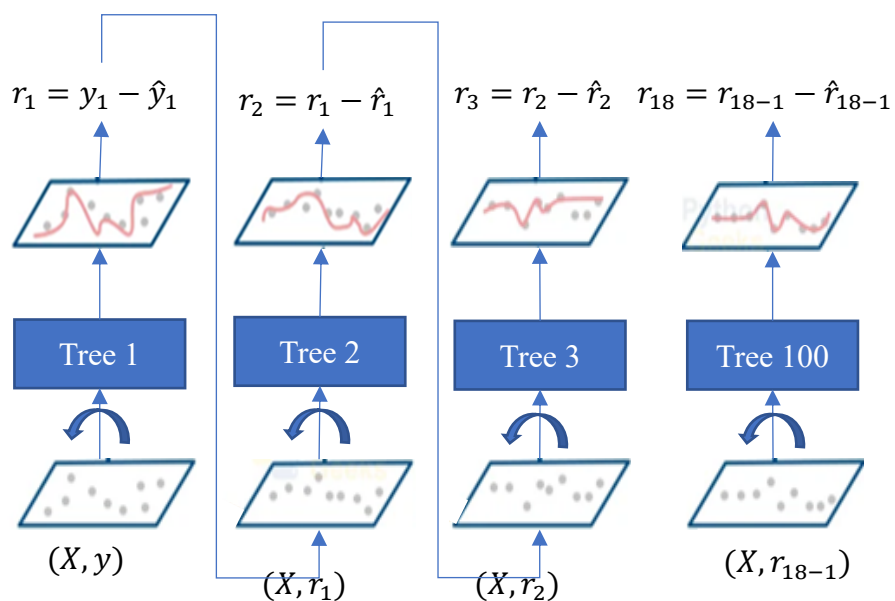 r₁ = y₁ − ŷ₁
r₂ = r₁ − r̂₁
r₃ = r₂ − r̂₂
r₁₈ = r₁₈₋₁ − r̂₁₈₋₁
Python
Tree 1
Tree 2
Tree 3
Tree 100
(X, y)
(X, r₁)
(X, r₂)
(X, r₁₈₋₁)